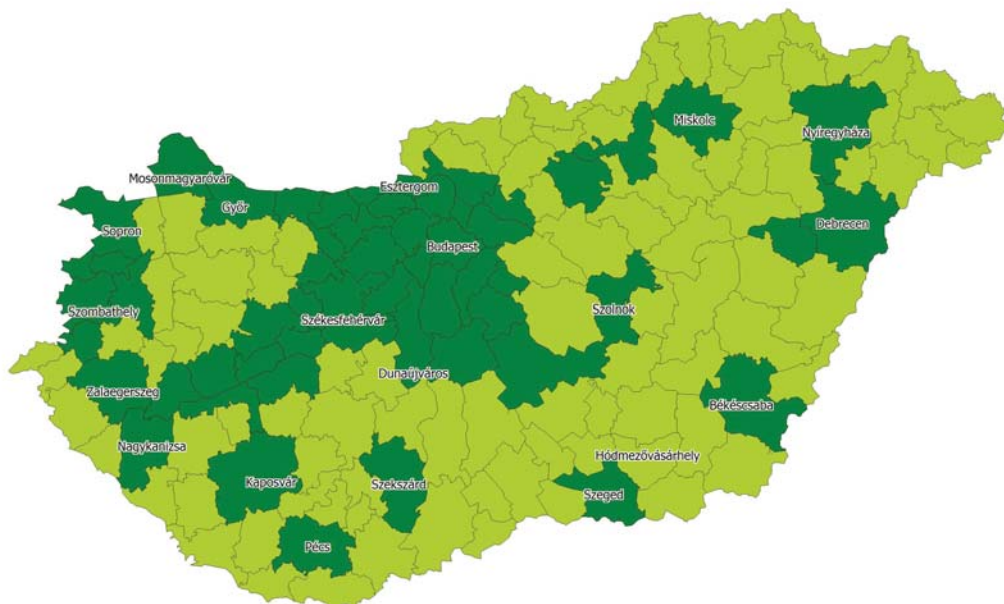 Miskolc
Nyíregyháza
Mosonmagyaróvár
Esztergom
Győr
Sopron
Debrecen
Budapest
Szombathely
Székesfehérvár
Szolnok
Dunaújváros
Zalaegerszeg
Békéscsaba
Nagykanizsa
Hódmezővásárhely
Kaposvár
Szekszárd
Szeged
Pécs